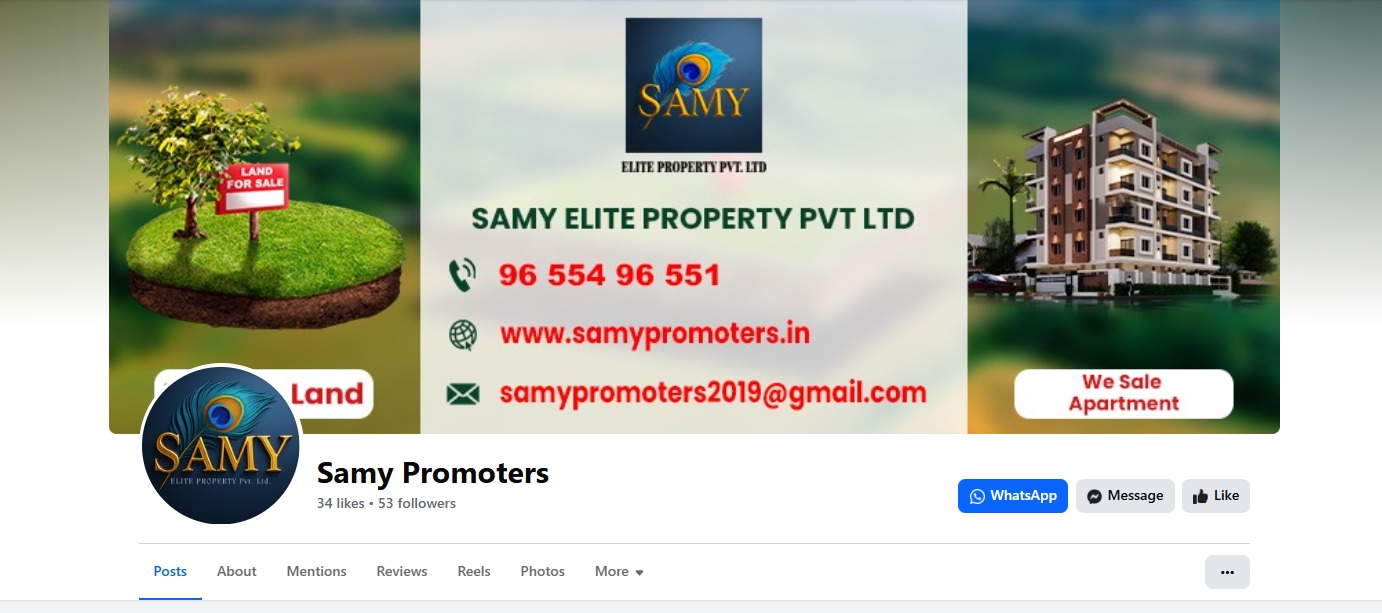 SAMY
ELITE PROPERTY PVT. LTD
LAND
FOR SALE
SAMY ELITE PROPERTY PVT LTD
96 554 96 551
www.samypromoters.in
samypromoters2019@gmail.com
Land
We Sale
Apartment
SAMY
ELITE PROPERTY Pvt. Ltd.
Samy Promoters
34 likes • 53 followers
WhatsApp
Message
Like
Posts About Mentions Reviews Reels Photos More